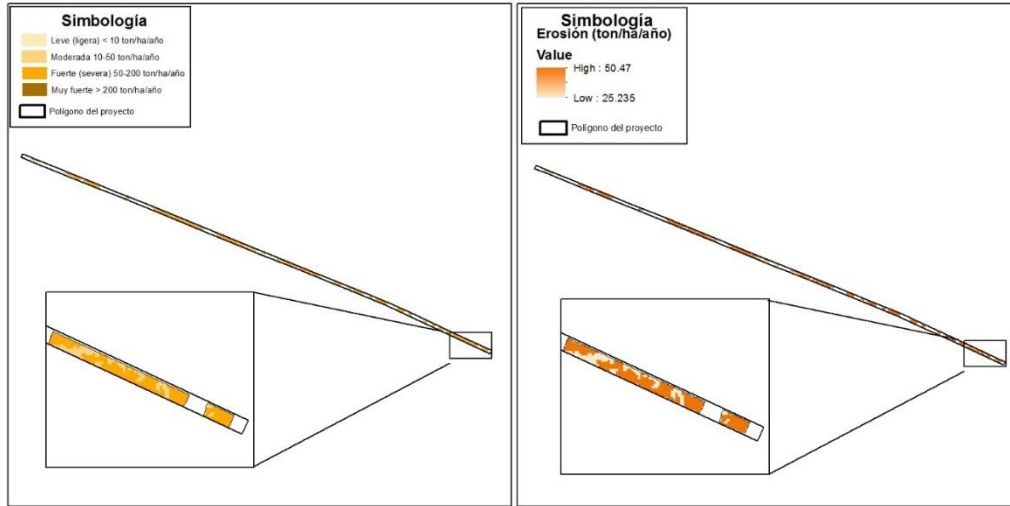 Simbología
Leve (ligera) < 10 ton/ha/año
Moderada 10-50 ton/ha/año
Fuerte (severa) 50-200 ton/ha/año
Muy fuerte > 200 ton/ha/año
Polígono del proyecto
Simbología
Erosión (ton/ha/año)
Value
High : 50.47
Low : 25.235
Polígono del proyecto